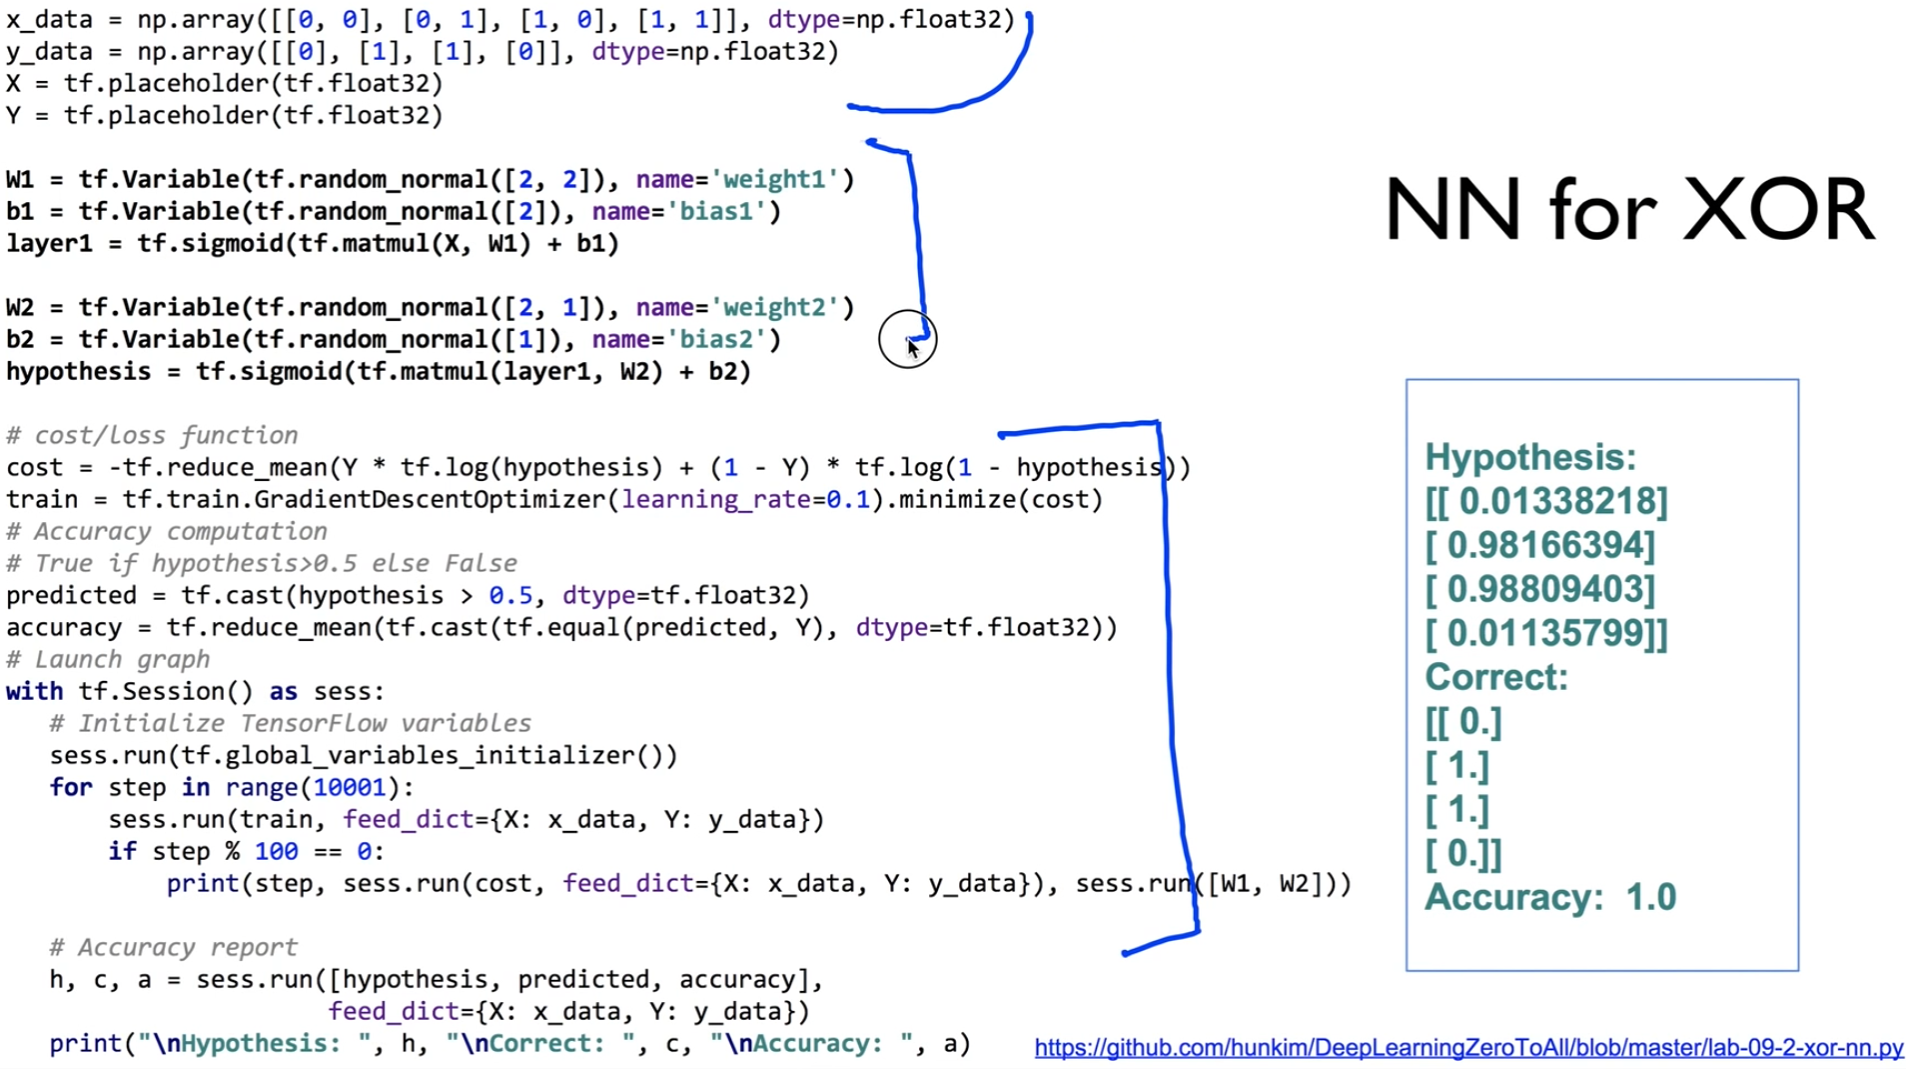 x_data = np.array([[0, 0], [0, 1], [1, 0], [1, 1]], dtype=np.float32)
y_data = np.array([[0], [1], [1], [0]], dtype=np.float32)
X = tf.placeholder(tf.float32)
Y = tf.placeholder(tf.float32)
W1 = tf.Variable(tf.random_normal([2, 2]), name='weight1')
b1 = tf.Variable(tf.random_normal([2]), name='bias1')
layer1 = tf.sigmoid(tf.matmul(X, W1) + b1)
W2 = tf.Variable(tf.random_normal([2, 1]), name='weight2')
b2 = tf.Variable(tf.random_normal([1]), name='bias2')
hypothesis = tf.sigmoid(tf.matmul(layer1, W2) + b2)
# cost/loss function
cost = -tf.reduce_mean(Y * tf.log(hypothesis) + (1 - Y) * tf.log(1 - hypothesis))
train = tf.train.GradientDescentOptimizer(learning_rate=0.1).minimize(cost)
# Accuracy computation
# True if hypothesis>0.5 else False
predicted = tf.cast(hypothesis > 0.5, dtype=tf.float32)
accuracy = tf.reduce_mean(tf.cast(tf.equal(predicted, Y), dtype=tf.float32))
# Launch graph
with tf.Session() as sess:
   # Initialize TensorFlow variables
   sess.run(tf.global_variables_initializer())
   for step in range(10001):
       sess.run(train, feed_dict={X: x_data, Y: y_data})
       if step % 100 == 0:
           print(step, sess.run(cost, feed_dict={X: x_data, Y: y_data}), sess.run([W1, W2]))
   # Accuracy report
   h, c, a = sess.run([hypothesis, predicted, accuracy],
                      feed_dict={X: x_data, Y: y_data})
   print("\nHypothesis: ", h, "\nCorrect: ", c, "\nAccuracy: ", a)
NN for XOR
Hypothesis:
[[ 0.01338218]
[ 0.98166394]
[ 0.98809403]
[ 0.01135799]]
Correct:
[[ 0.]
[ 1.]
[ 1.]
[ 0.]]
Accuracy:  1.0
https://github.com/hunkim/DeepLearningZeroToAll/blob/master/lab-09-2-xor-nn.py